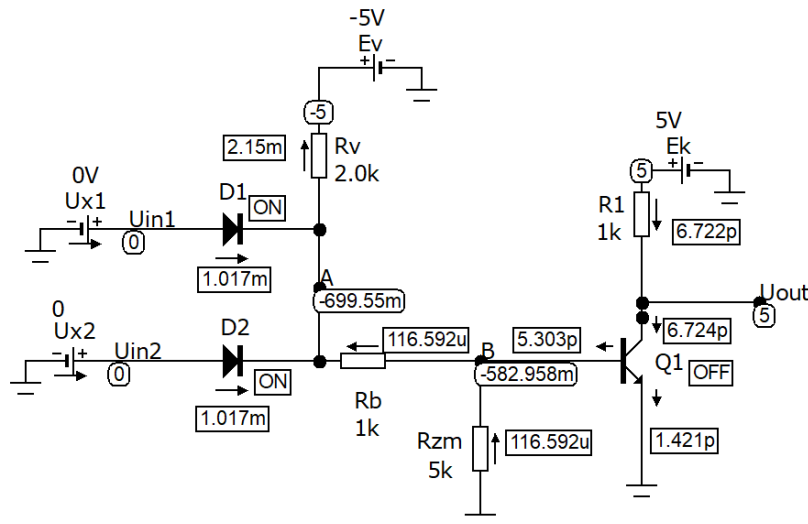 -5V
Ev
+ -
-5
2.15m
Rv
2.0k
5V
Ek
5
+ -
R1
1k
6.722p
0V
Ux1
- +
Uin1
0
D1
ON
1.017m
A
-699.55m
Uout
5
0
Ux2
- +
Uin2
0
D2
ON
1.017m
116.592u
Rb
1k
B
-582.958m
5.303p
6.724p
Q1
OFF
1.421p
Rzm
5k
116.592u